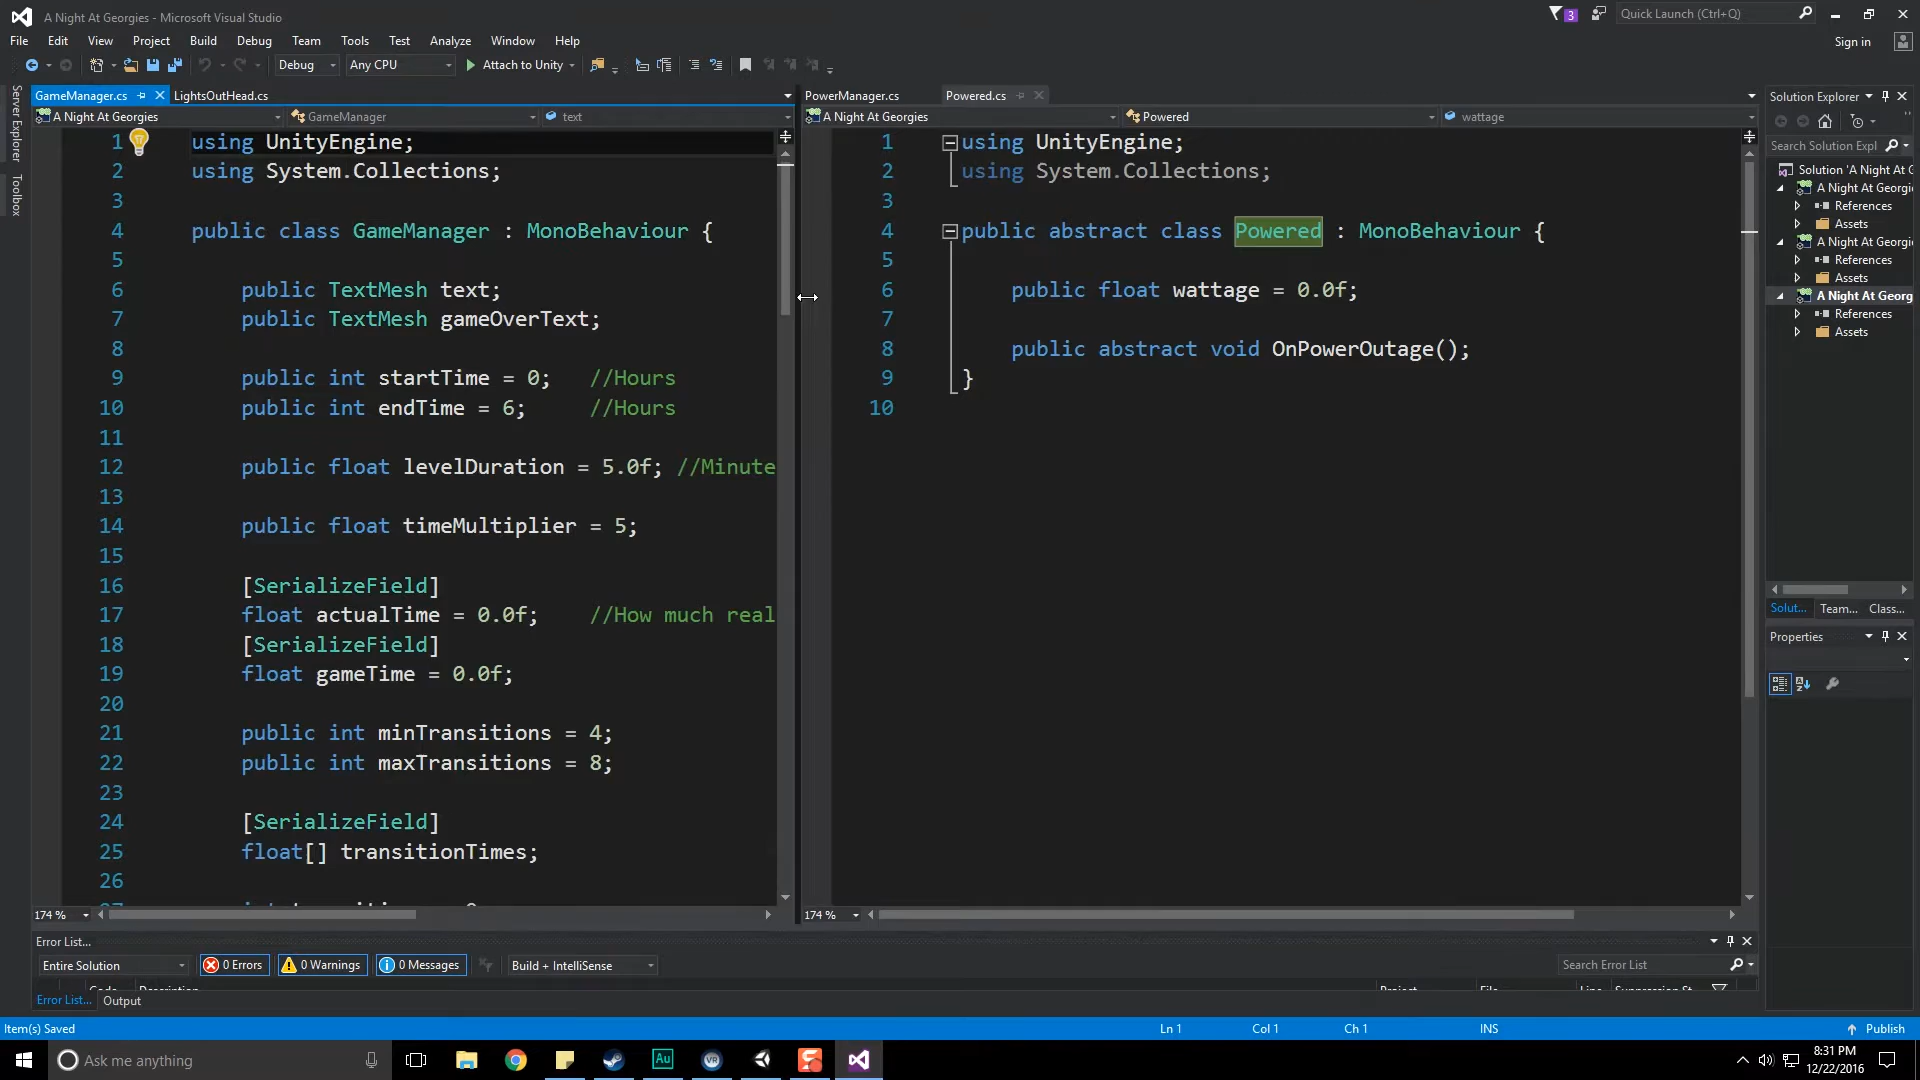 A Night At Georgies - Microsoft Visual Studio
3
Quick Launch (Ctrl+Q)
File Edit View Project Build Debug Team Tools Test Analyze Window Help
Sign in
Debug Any CPU Attach to Unity
Server Explorer
Toolbox
GameManager.cs LightsOutHead.cs
A Night At Georgies GameManager text
1 using UnityEngine;
2 using System.Collections;
3
4 public class GameManager : MonoBehaviour {
5
6 public TextMesh text;
7 public TextMesh gameOverText;
8
9 public int startTime = 0; //Hours
10 public int endTime = 6; //Hours
11
12 public float levelDuration = 5.0f; //Minute
13
14 public float timeMultiplier = 5;
15
16 [SerializeField]
17 float actualTime = 0.0f; //How much real
18 [SerializeField]
19 float gameTime = 0.0f;
20
21 public int minTransitions = 4;
22 public int maxTransitions = 8;
23
24 [SerializeField]
25 float[] transitionTimes;
26
174 %
PowerManager.cs Powered.cs
A Night At Georgies Powered wattage
1 using UnityEngine;
2 using System.Collections;
3
4 public abstract class Powered : MonoBehaviour {
5
6 public float wattage = 0.0f;
7
8 public abstract void OnPowerOutage();
9 }
10
174 %
Solution Explorer
Search Solution Expl
Solution 'A Night At G
A Night At Georgi
References
Assets
A Night At Georgi
References
Assets
A Night At Georg
References
Assets
Solut... Team... Class...
Properties
Error List...
Entire Solution 0 Errors 0 Warnings 0 Messages Build + IntelliSense Search Error List
Code Description Project File Line Suppression St
Error List... Output
Item(s) Saved Ln 1 Col 1 Ch 1 INS Publish
Ask me anything
Au
VR
8:31 PM
12/22/2016